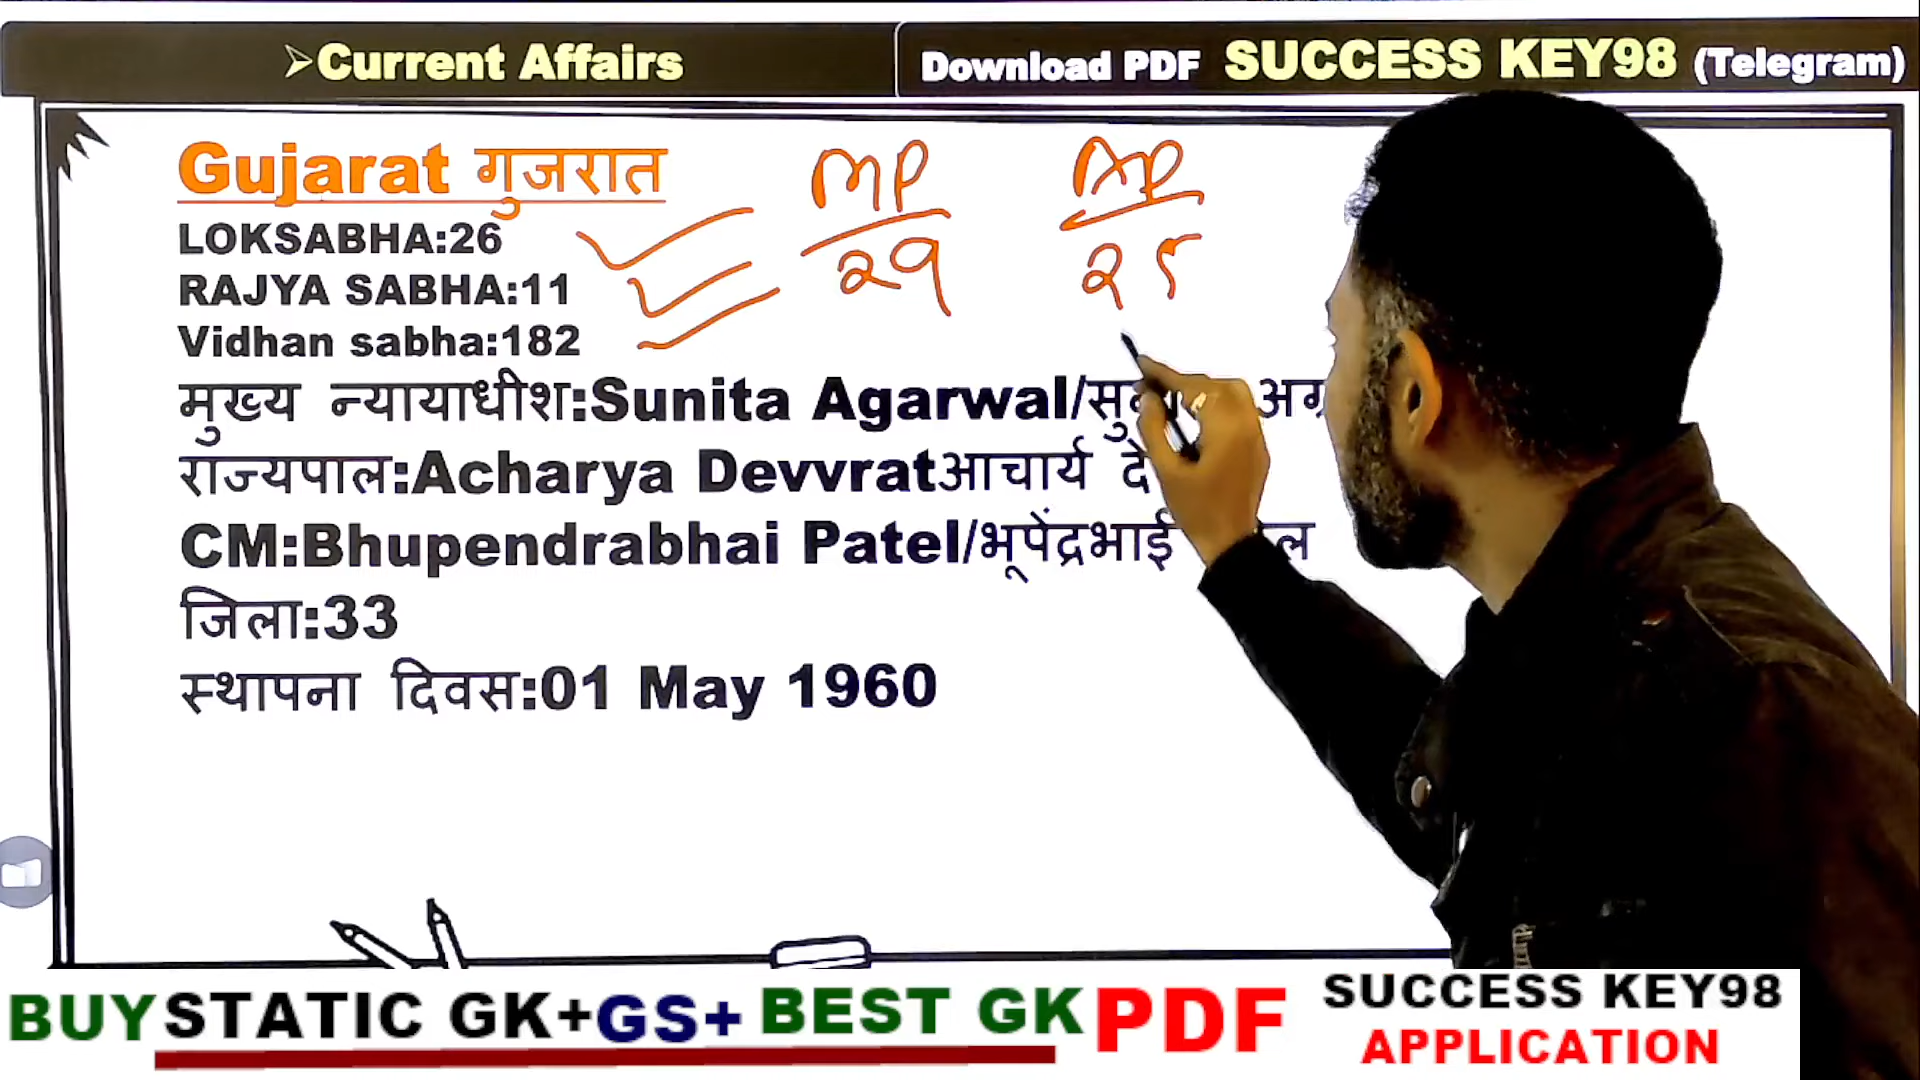 ➢Current Affairs
Download PDF SUCCESS KEY98 (Telegram)
Gujarat गुजरात
MP
29
AP
25
LOKSABHA:26
RAJYA SABHA:11
Vidhan sabha:182
मुख्य न्यायाधीश:Sunita Agarwal/
राज्यपाल:Acharya Devvratआचार्य
CM:Bhupendrabhai Patel/भूपेंद्रभाई
जिला:33
स्थापना दिवस:01 May 1960
BUY STATIC GK+GS+ BEST GK PDF
SUCCESS KEY98
APPLICATION